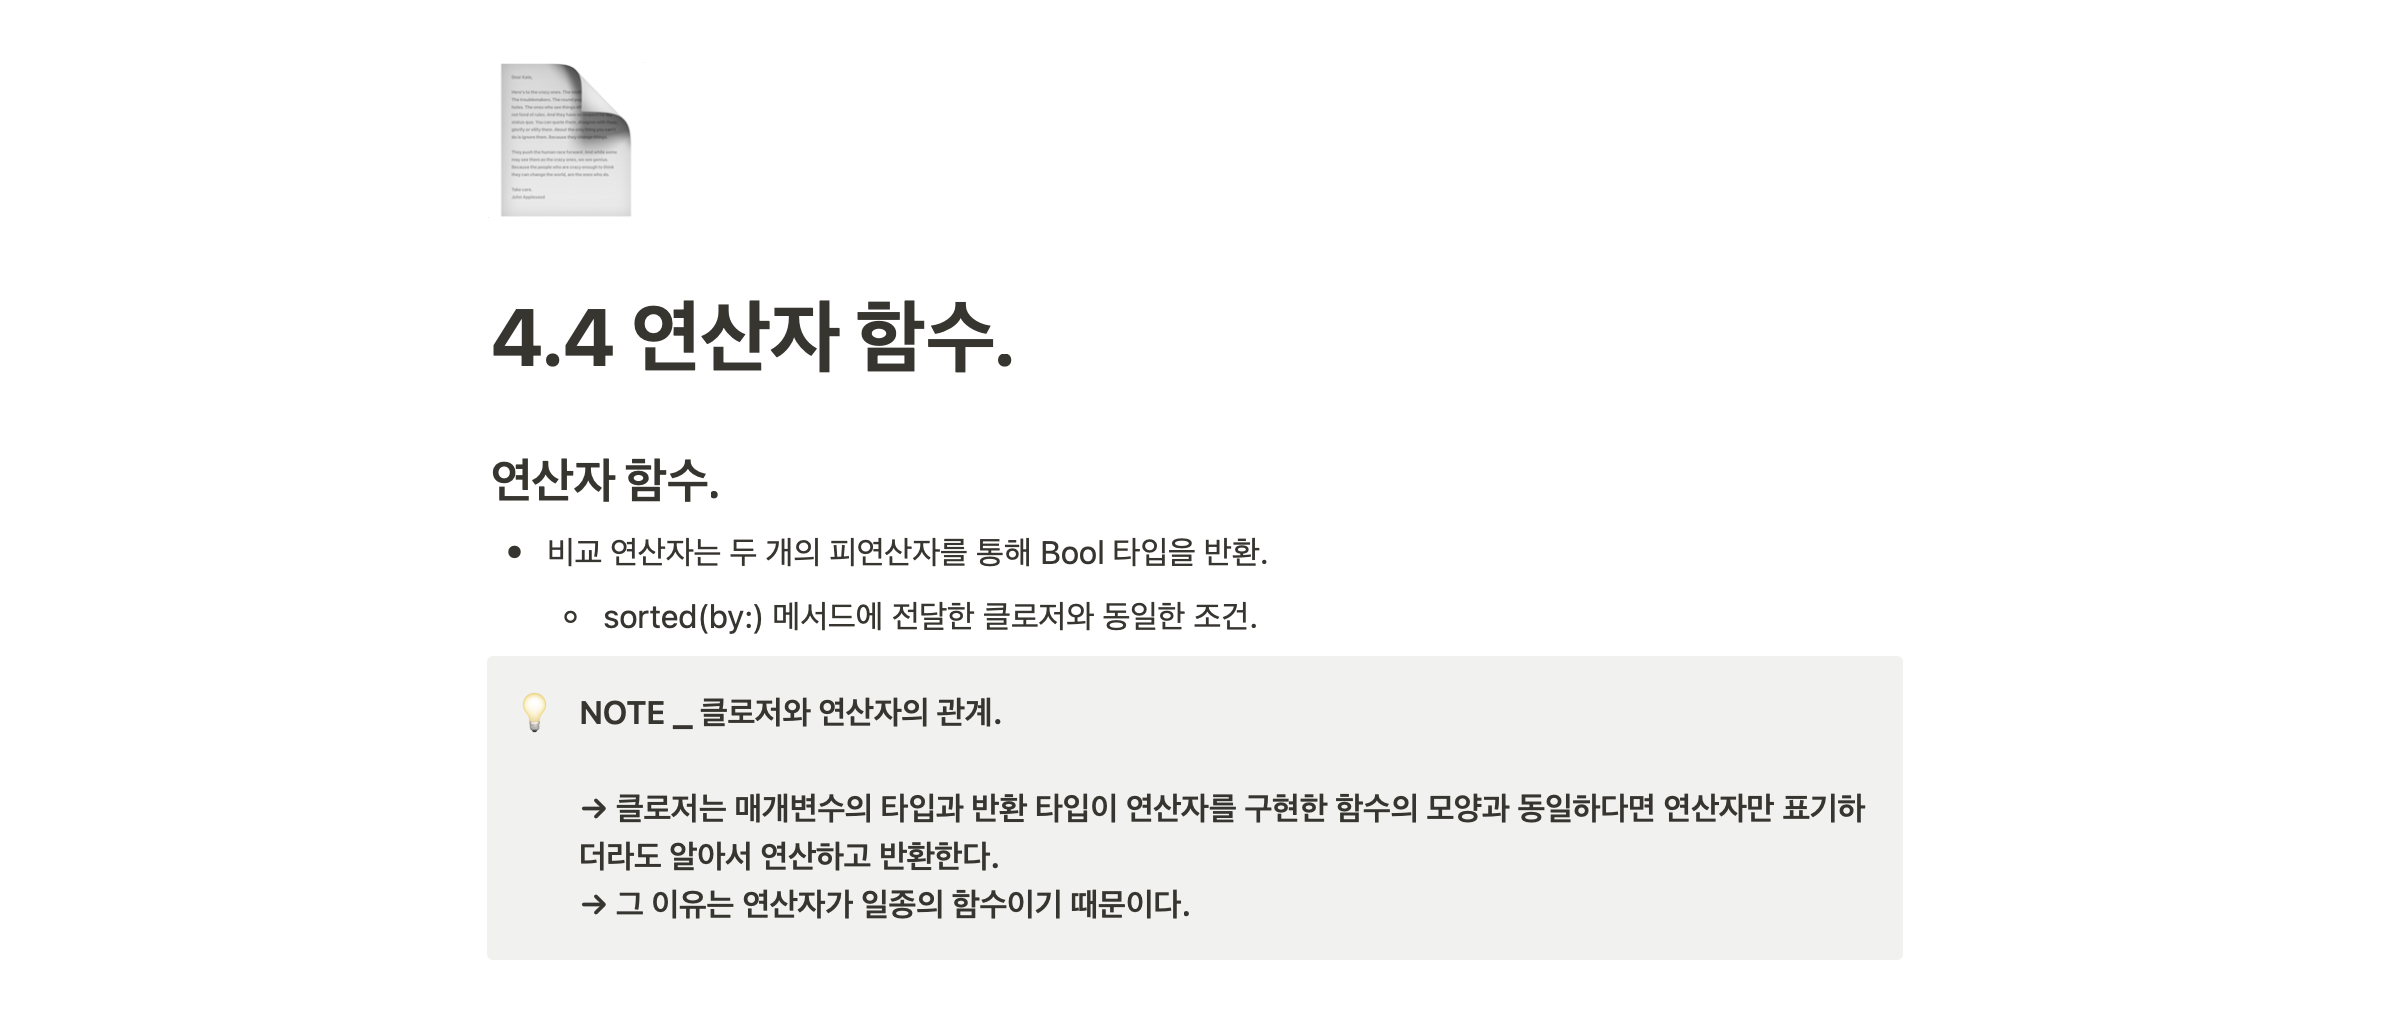 Dear Kate,
4.4 연산자 함수.
연산자 함수.
비교 연산자는 두 개의 피연산자를 통해 Bool 타입을 반환.
sorted(by:) 메서드에 전달한 클로저와 동일한 조건.
NOTE _ 클로저와 연산자의 관계.
→ 클로저는 매개변수의 타입과 반환 타입이 연산자를 구현한 함수의 모양과 동일하다면 연산자만 표기하
더라도 알아서 연산하고 반환한다.
→ 그 이유는 연산자가 일종의 함수이기 때문이다.